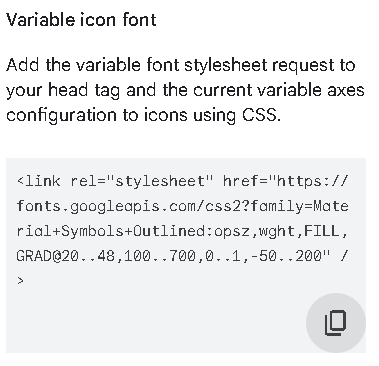 Variable icon font
Add the variable font stylesheet request to
your head tag and the current variable axes
configuration to icons using CSS.
<link rel="stylesheet" href="https://
fonts.googleapis.com/css2?family=Mate
rial+Symbols+Outlined:opsz,wght,FILL,
GRAD@20..48,100..700,0..1,-50..200" /
>